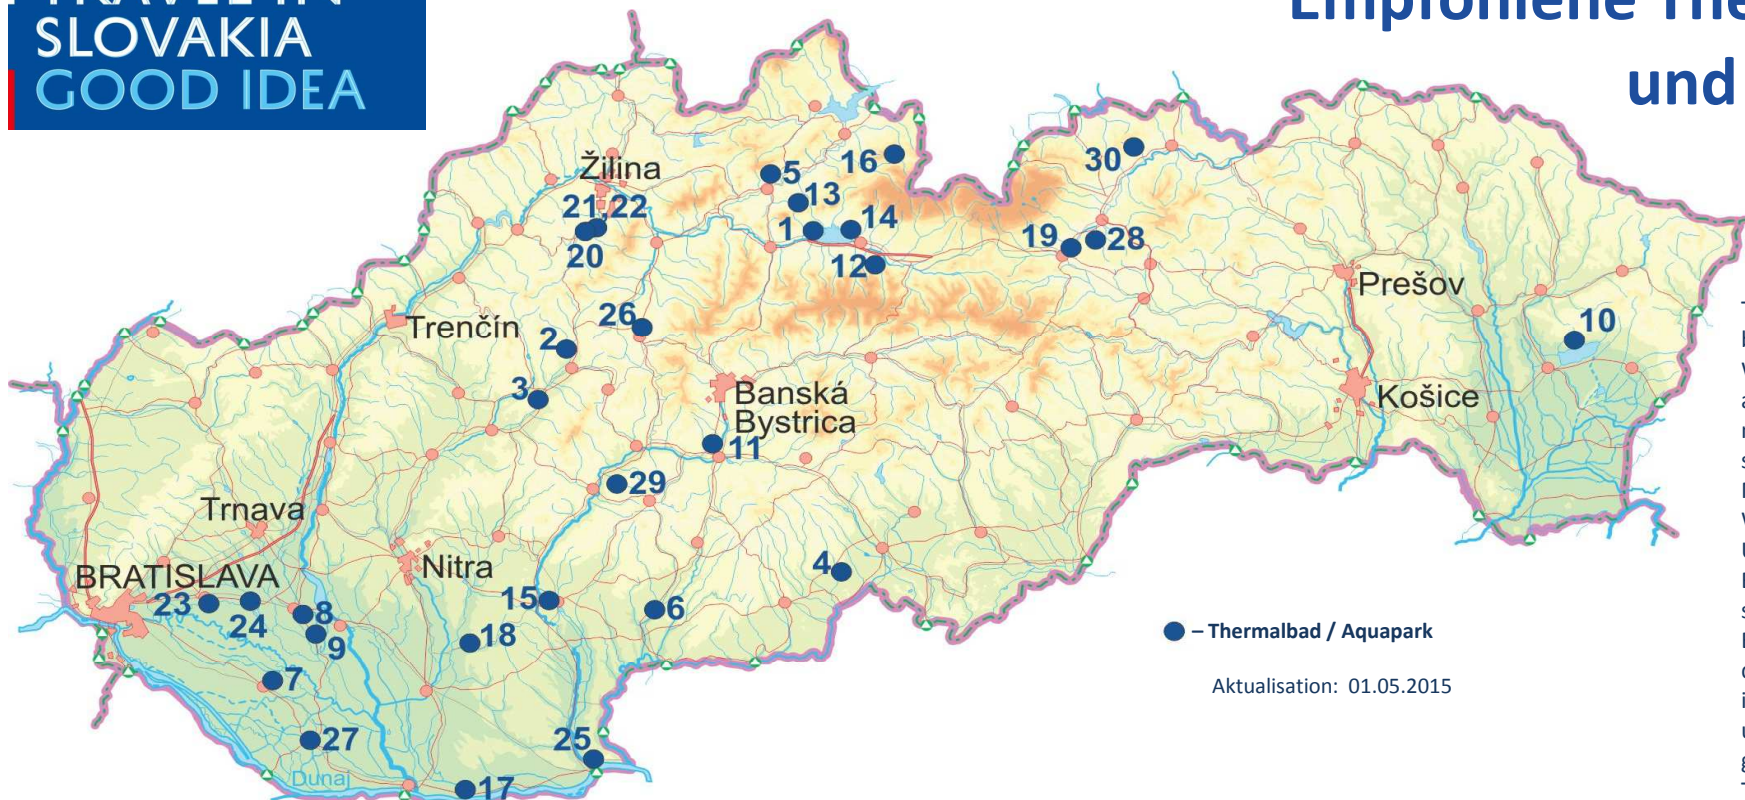 SLOVAKIA
GOOD IDEA
und
Žilina
16
5
30
13
21,22
1
14
19
28
20
12
Prešov
26
Trenčín
2
10
3
Banská
Bystrica
Košice
11
29
Trnava
Nitra
BRATISLAVA
4
23
24
8
15
6
9
18
– Thermalbad / Aquapark
7
Aktualisation: 01.05.2015
27
25
Dunaj
17